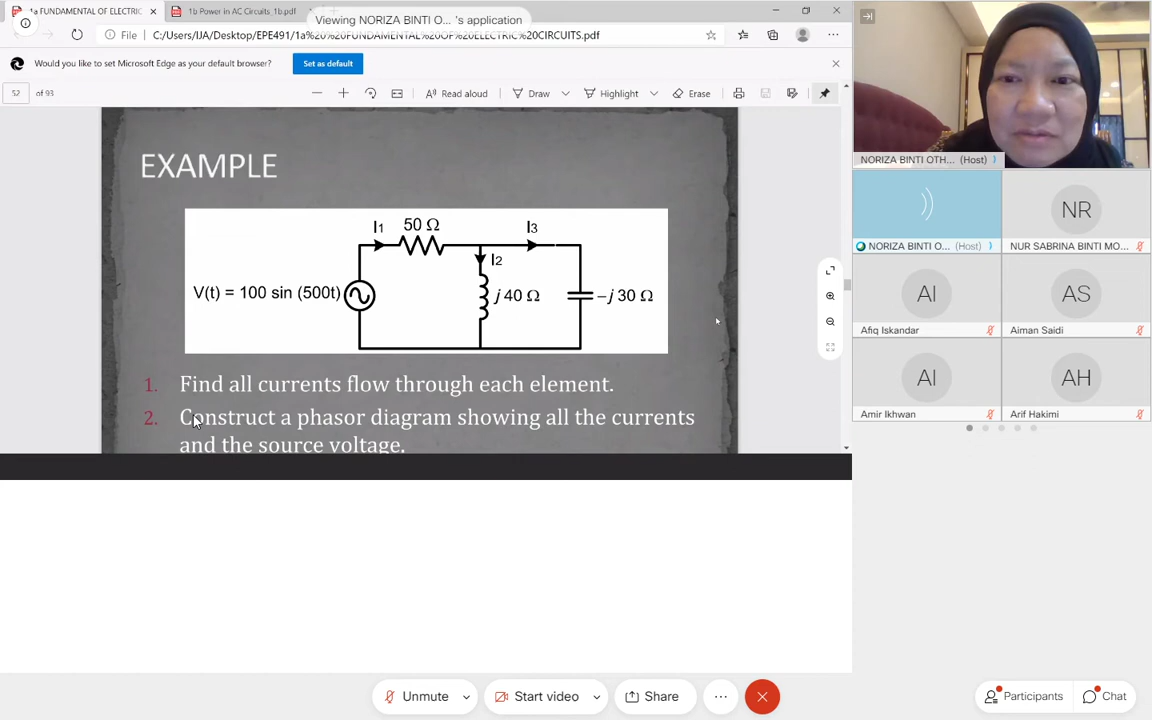 1a FUNDAMENTAL OF ELECTRIC
1b Power in AC Circuits_1b.pdf
Viewing NORIZA BINTI O... 's application
File
C:/Users/IJA/Desktop/EPE491/1a%20%20FUNDAMENTAL%20OF%20ELECTRIC%20CIRCUITS.pdf
Would you like to set Microsoft Edge as your default browser?
Set as default
52 of 93
Read aloud
Draw
Highlight
Erase
EXAMPLE
I1
50 Ω
I3
I2
V(t) = 100 sin (500t)
j 40 Ω
−j 30 Ω
1. Find all currents flow through each element.
2. Construct a phasor diagram showing all the currents
and the source voltage.
NORIZA BINTI OTH... (Host)
NORIZA BINTI O... (Host)
NR
NUR SABRINA BINTI MO...
AI
Afiq Iskandar
AS
Aiman Saidi
AI
Amir Ikhwan
AH
Arif Hakimi
Unmute
Start video
Share
Participants
Chat